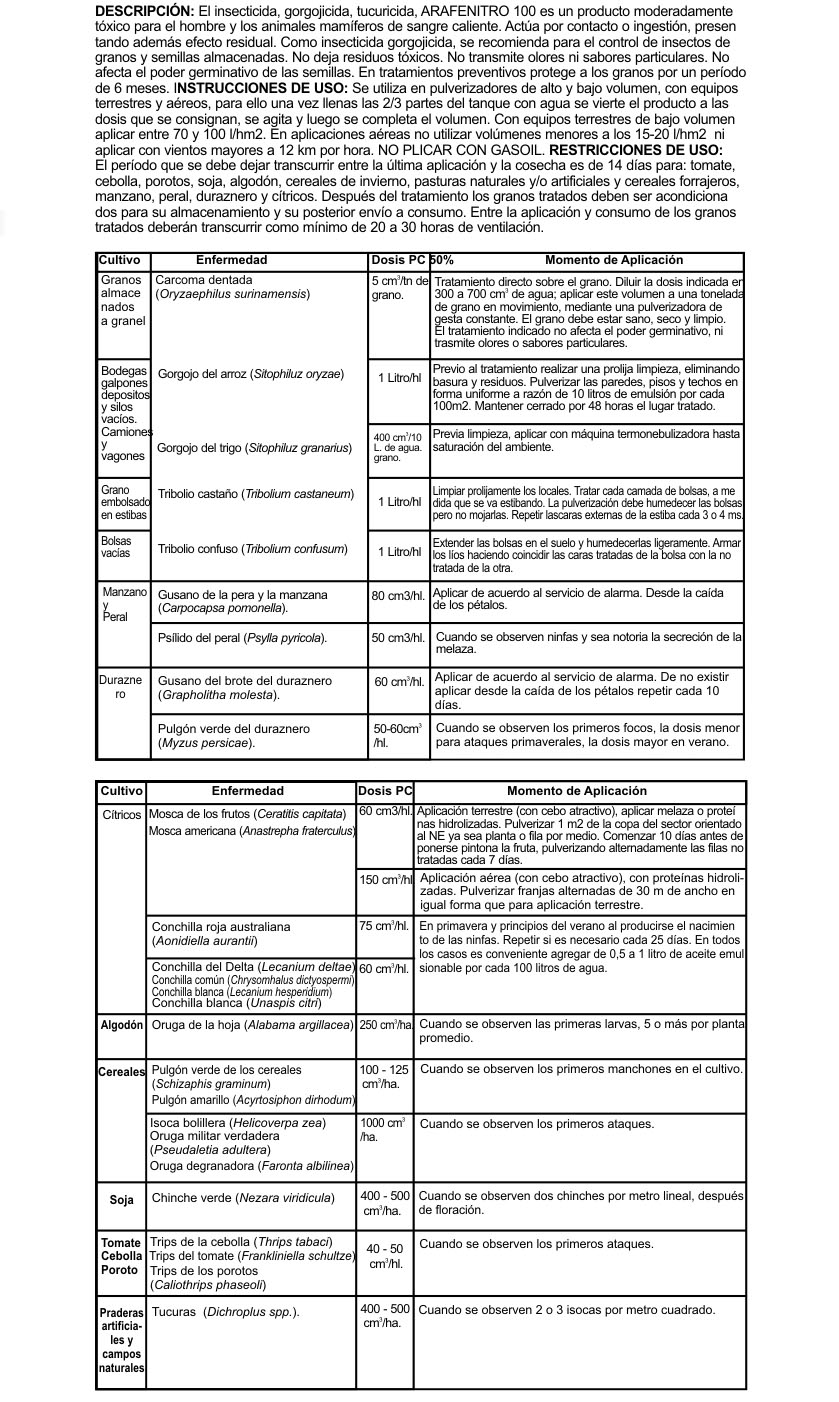 DESCRIPCIÓN: El insecticida, gorgojicida, tucuricida, ARAFENITRO 100 es un producto moderadamente
tóxico para el hombre y los animales mamíferos de sangre caliente. Actúa por contacto o ingestión, presen
tando además efecto residual. Como insecticida gorgojicida, se recomienda para el control de insectos de
granos y semillas almacenadas. No deja residuos tóxicos. No transmite olores ni sabores particulares. No
afecta el poder germinativo de las semillas. En tratamientos preventivos protege a los granos por un período
de 6 meses. INSTRUCCIONES DE USO: Se utiliza en pulverizadores de alto y bajo volumen, con equipos
terrestres y aéreos, para ello una vez llenas las 2/3 partes del tanque con agua se vierte el producto a las
dosis que se consignan, se agita y luego se completa el volumen. Con equipos terrestres de bajo volumen
aplicar entre 70 y 100 l/hm2. En aplicaciones aéreas no utilizar volúmenes menores a los 15-20 l/hm2 ni
aplicar con vientos mayores a 12 km por hora. NO PLICAR CON GASOIL. RESTRICCIONES DE USO:
El período que se debe dejar transcurrir entre la última aplicación y la cosecha es de 14 días para: tomate,
cebolla, porotos, soja, algodón, cereales de invierno, pasturas naturales y/o artificiales y cereales forrajeros,
manzano, peral, duraznero y cítricos. Después del tratamiento los granos tratados deben ser acondiciona
dos para su almacenamiento y su posterior envío a consumo. Entre la aplicación y consumo de los granos
tratados deberán transcurrir como mínimo de 20 a 30 horas de ventilación.
Cultivo Enfermedad Dosis PC 50% Momento de Aplicación
Granos
almace
nados
a granel
Carcoma dentada
(Oryzaephilus surinamensis)
5 cm³/tn de
grano.
Tratamiento directo sobre el grano. Diluir la dosis indicada en
300 a 700 cm³ de agua; aplicar este volumen a una tonelada
de grano en movimiento, mediante una pulverizadora de
gesta constante. El grano debe estar sano, seco y limpio.
El tratamiento indicado no afecta el poder germinativo, ni
trasmite olores o sabores particulares.
Bodegas
galpones
depositos
y silos
vacíos.
Camiones
y
vagones
Gorgojo del arroz (Sitophiluz oryzae)
1 Litro/hl
Previo al tratamiento realizar una prolija limpieza, eliminando
basura y residuos. Pulverizar las paredes, pisos y techos en
forma uniforme a razón de 10 litros de emulsión por cada
100m2. Mantener cerrado por 48 horas el lugar tratado.
Gorgojo del trigo (Sitophiluz granarius)
400 cm³/10
L. de agua.
grano.
Previa limpieza, aplicar con máquina termonebulizadora hasta
saturación del ambiente.
Grano
embolsado
en estibas
Tribolio castaño (Tribolium castaneum)
1 Litro/hl
Limpiar prolijamente los locales. Tratar cada camada de bolsas, a me
dida que se va estibando. La pulverización debe humedecer las bolsas
pero no mojarlas. Repetir lascaras externas de la estiba cada 3 o 4 ms.
Bolsas
vacías
Tribolio confuso (Tribolium confusum)
1 Litro/hl
Extender las bolsas en el suelo y humedecerlas ligeramente. Armar
los líos haciendo coincidir las caras tratadas de la bolsa con la no
tratada de la otra.
Manzano
y
Peral
Gusano de la pera y la manzana
(Carpocapsa pomonella).
80 cm3/hl.
Aplicar de acuerdo al servicio de alarma. Desde la caída
de los pétalos.
Psílido del peral (Psylla pyricola).
50 cm3/hl.
Cuando se observen ninfas y sea notoria la secreción de la
melaza.
Durazne
ro
Gusano del brote del duraznero
(Grapholitha molesta).
60 cm³/hl.
Aplicar de acuerdo al servicio de alarma. De no existir
aplicar desde la caída de los pétalos repetir cada 10
días.
Pulgón verde del duraznero
(Myzus persicae).
50-60cm³
/hl.
Cuando se observen los primeros focos, la dosis menor
para ataques primaverales, la dosis mayor en verano.
Cultivo Enfermedad Dosis PC Momento de Aplicación
Cítricos
Mosca de los frutos (Ceratitis capitata)
Mosca americana (Anastrepha fraterculus)
60 cm3/hl.
Aplicación terrestre (con cebo atractivo), aplicar melaza o proteí
nas hidrolizadas. Pulverizar 1 m2 de la copa del sector orientado
al NE ya sea planta o fila por medio. Comenzar 10 días antes de
ponerse pintona la fruta, pulverizando alternadamente las filas no
tratadas cada 7 días.
150 cm³/hl
Aplicación aérea (con cebo atractivo), con proteínas hidroli-
zadas. Pulverizar franjas alternadas de 30 m de ancho en
igual forma que para aplicación terrestre.
Conchilla roja australiana
(Aonidiella aurantii)
75 cm³/hl.
En primavera y principios del verano al producirse el nacimien
to de las ninfas. Repetir si es necesario cada 25 días. En todos
los casos es conveniente agregar de 0,5 a 1 litro de aceite emul
sionable por cada 100 litros de agua.
Conchilla del Delta (Lecanium deltae)
Conchilla común (Chrysomhalus dictyospermi)
Conchilla blanca (Lecanium hesperidium)
Conchilla blanca (Unaspis citri)
60 cm³/hl.
Algodón
Oruga de la hoja (Alabama argillacea)
250 cm³/ha.
Cuando se observen las primeras larvas, 5 o más por planta
promedio.
Cereales
Pulgón verde de los cereales
(Schizaphis graminum)
Pulgón amarillo (Acyrtosiphon dirhodum)
100 - 125
cm³/ha.
Cuando se observen los primeros manchones en el cultivo.
Isoca bolillera (Helicoverpa zea)
Oruga militar verdadera
(Pseudaletia adultera)
Oruga degranadora (Faronta albilinea)
1000 cm³
/ha.
Cuando se observen los primeros ataques.
Soja
Chinche verde (Nezara viridicula)
400 - 500
cm³/ha.
Cuando se observen dos chinches por metro lineal, después
de floración.
Tomate
Cebolla
Poroto
Trips de la cebolla (Thrips tabaci)
Trips del tomate (Frankliniella schultze)
Trips de los porotos
(Caliothrips phaseoli)
40 - 50
cm³/hl.
Cuando se observen los primeros ataques.
Praderas
artificia-
les y
campos
naturales
Tucuras (Dichroplus spp.).
400 - 500
cm³/ha.
Cuando se observen 2 o 3 isocas por metro cuadrado.